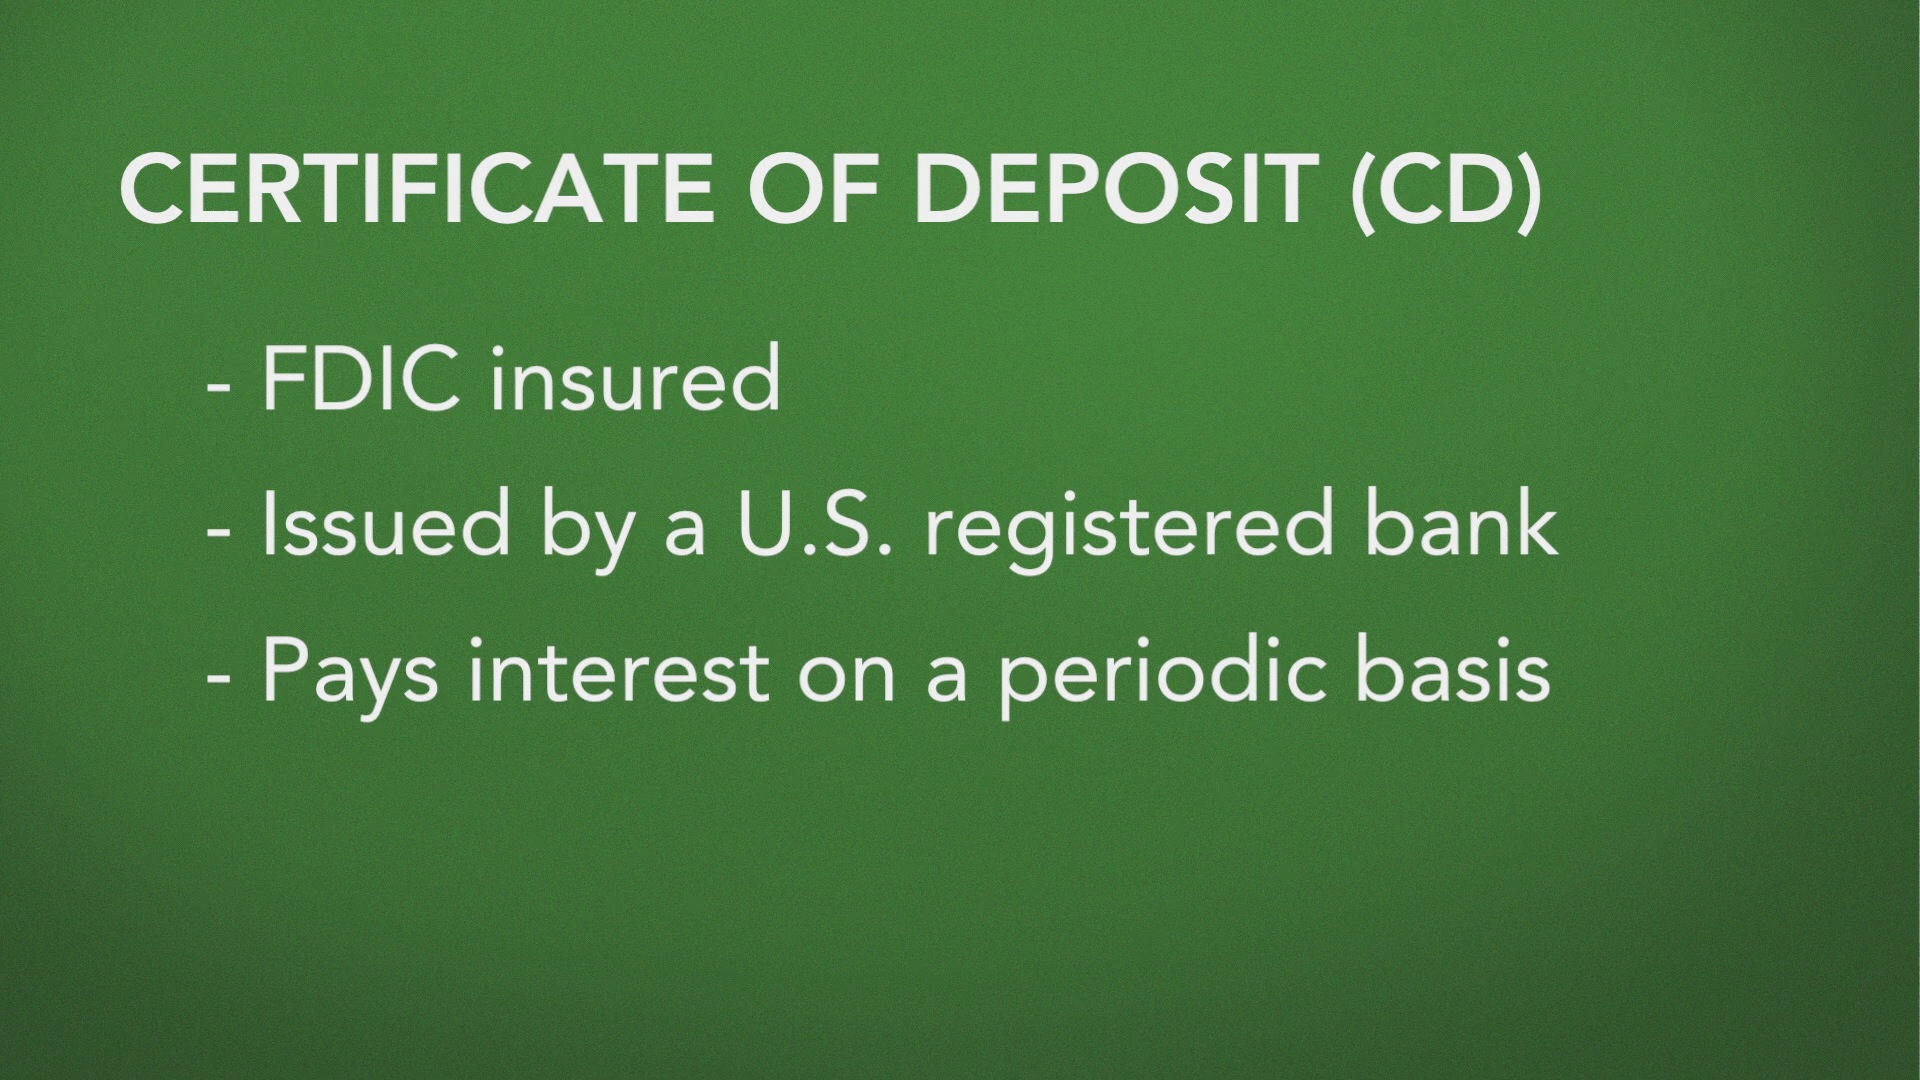 CERTIFICATE OF DEPOSIT (CD)
- FDIC insured
- Issued by a U.S. registered bank
- Pays interest on a periodic basis